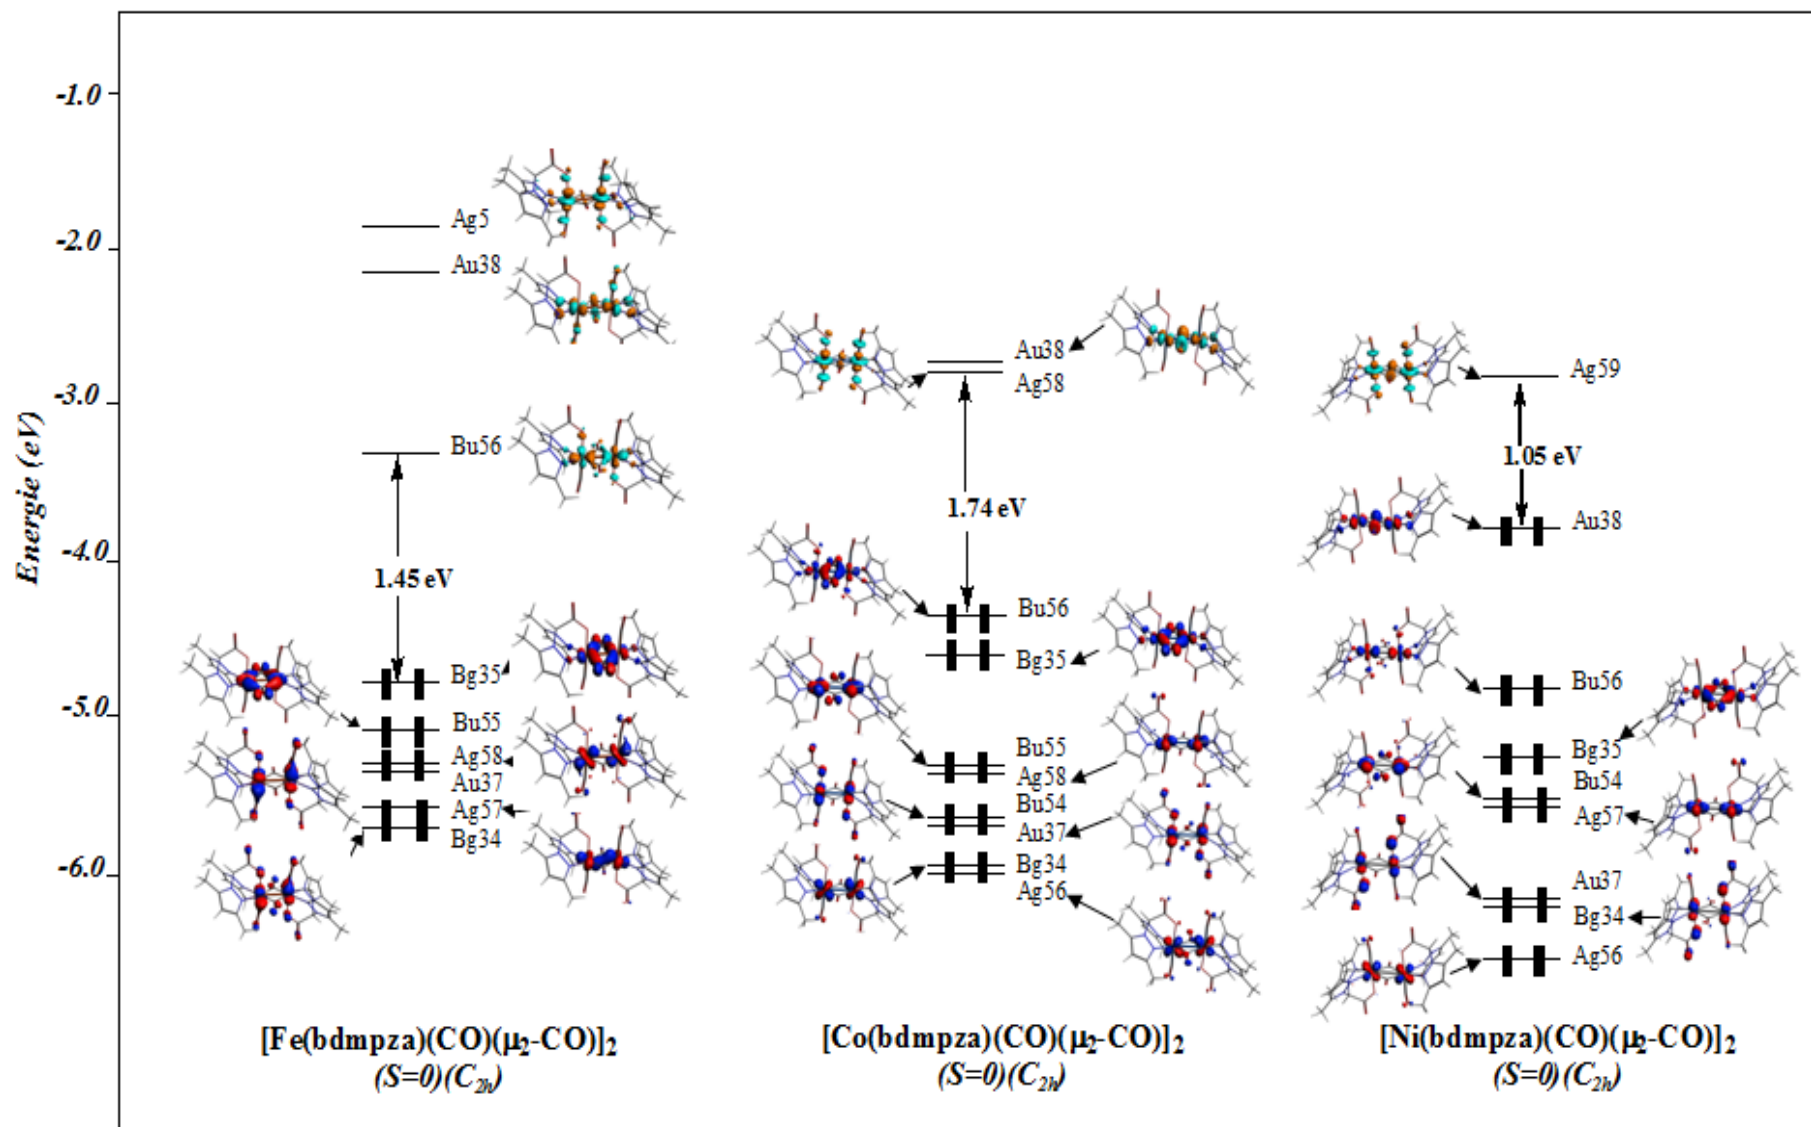 Energie (eV)
-1.0
-2.0
-3.0
-4.0
-5.0
-6.0
Ag5
Au38
Bu56
1.45 eV
Bg35
Bu55
Ag58
Au37
Ag57
Bg34
[Fe(bdmpza)(CO)(μ₂-CO)]₂
(S=0)(C₂ₕ)
Au38
Ag58
1.74 eV
Bu56
Bg35
Bu55
Ag58
Bu54
Au37
Bg34
Ag56
[Co(bdmpza)(CO)(μ₂-CO)]₂
(S=0)(C₂ₕ)
Ag59
1.05 eV
Au38
Bu56
Bg35
Bu54
Ag57
Au37
Bg34
Ag56
[Ni(bdmpza)(CO)(μ₂-CO)]₂
(S=0)(C₂ₕ)